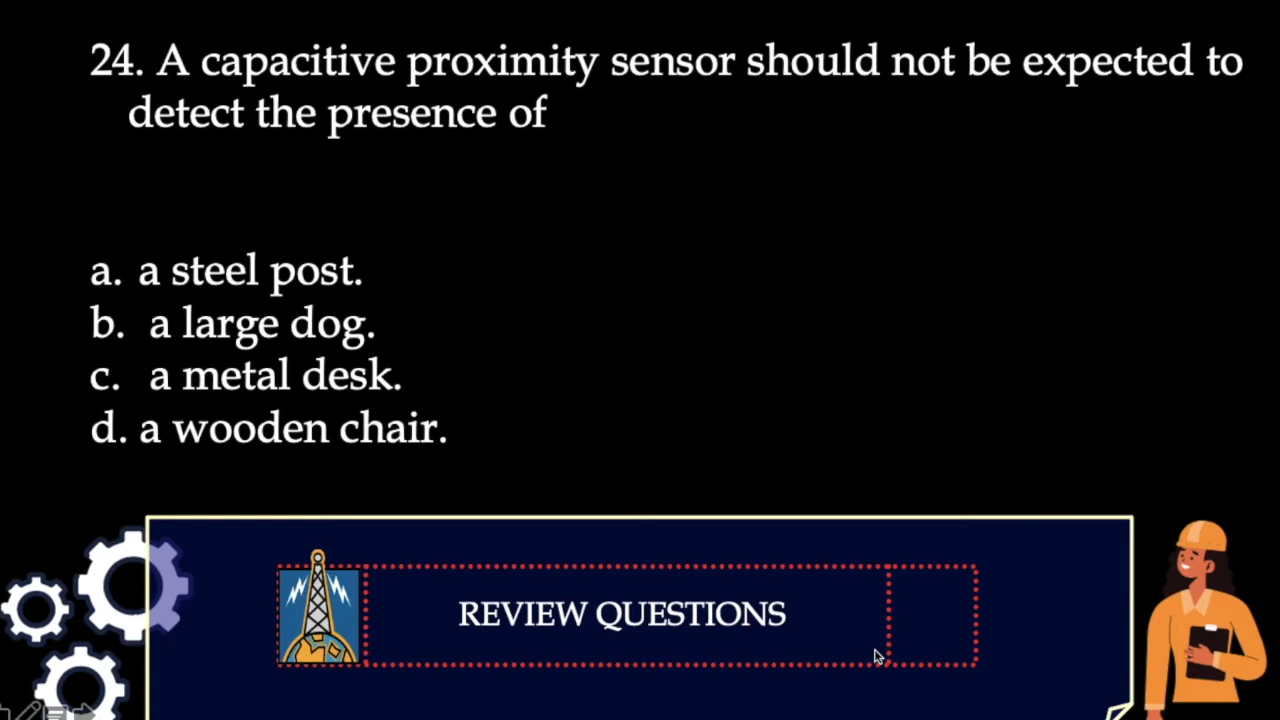 24. A capacitive proximity sensor should not be expected to
detect the presence of
a. a steel post.
b. a large dog.
c. a metal desk.
d. a wooden chair.
REVIEW QUESTIONS